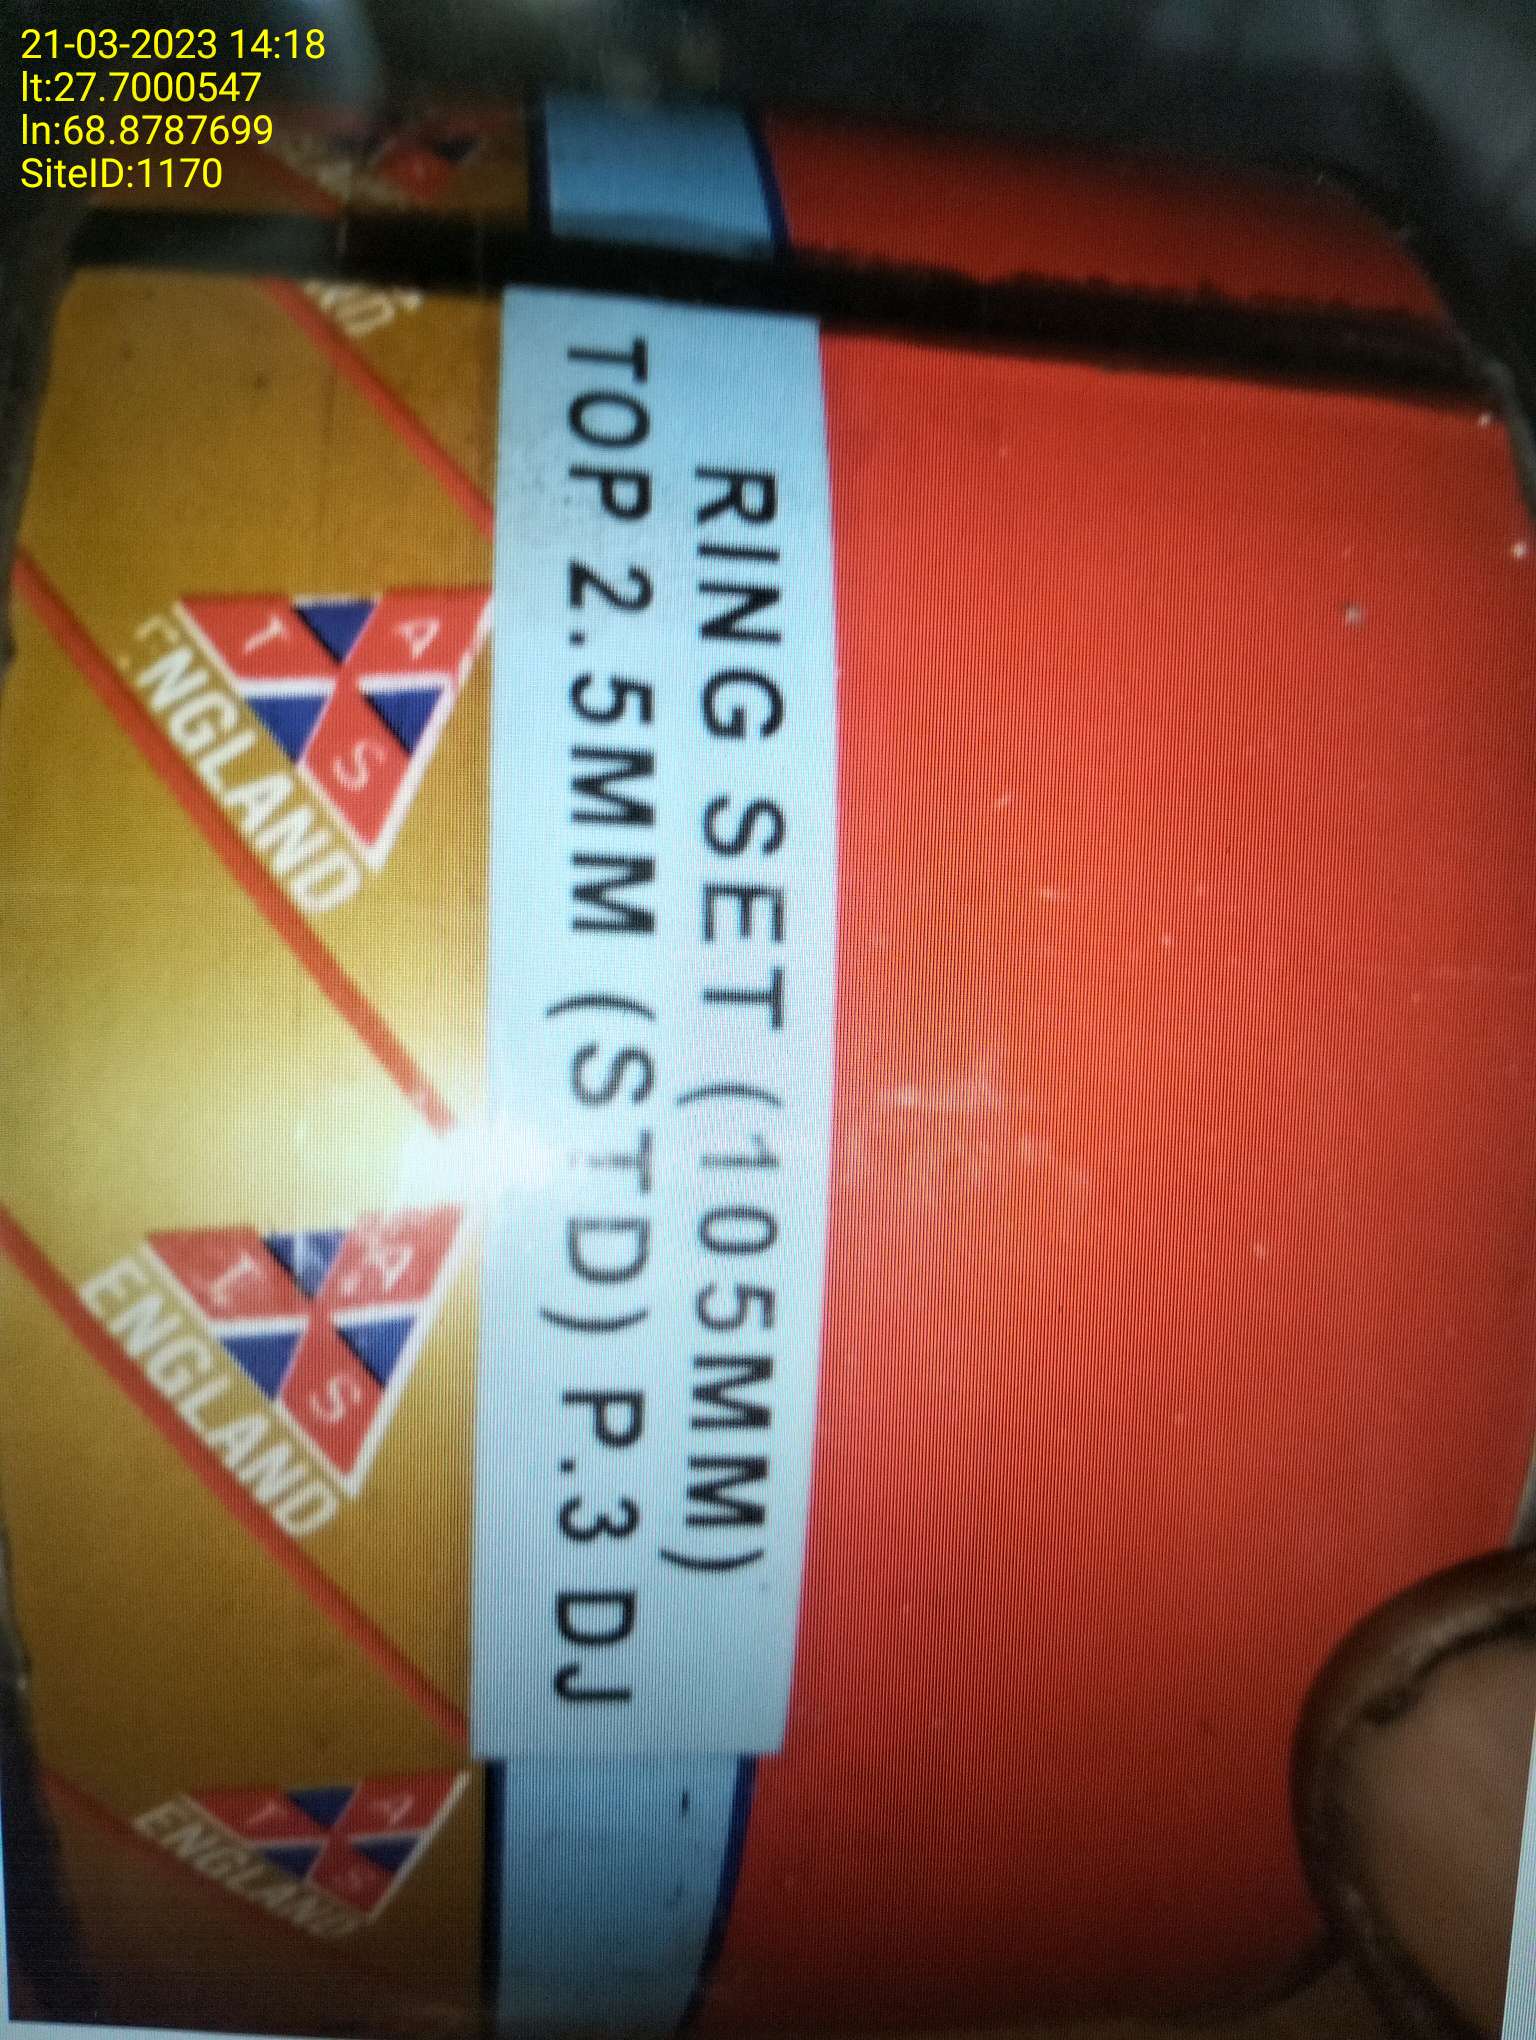 21-03-2023 14:18
lt:27.7000547
ln:68.8787699
SiteID:1170
RING SET (105MM)
TOP 2.5MM (STD) P.3 DJ
A
I
S
ENGLAND
A
I
S
ENGLAND
A
I
S
ENGLAND